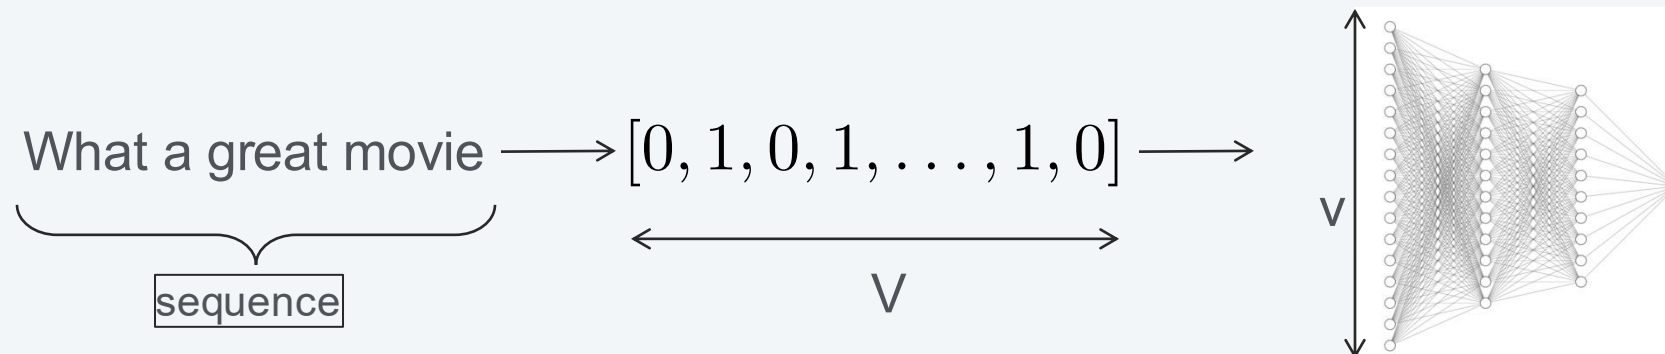 What a great movie
[0, 1, 0, 1, . . . , 1, 0]
sequence
V
V